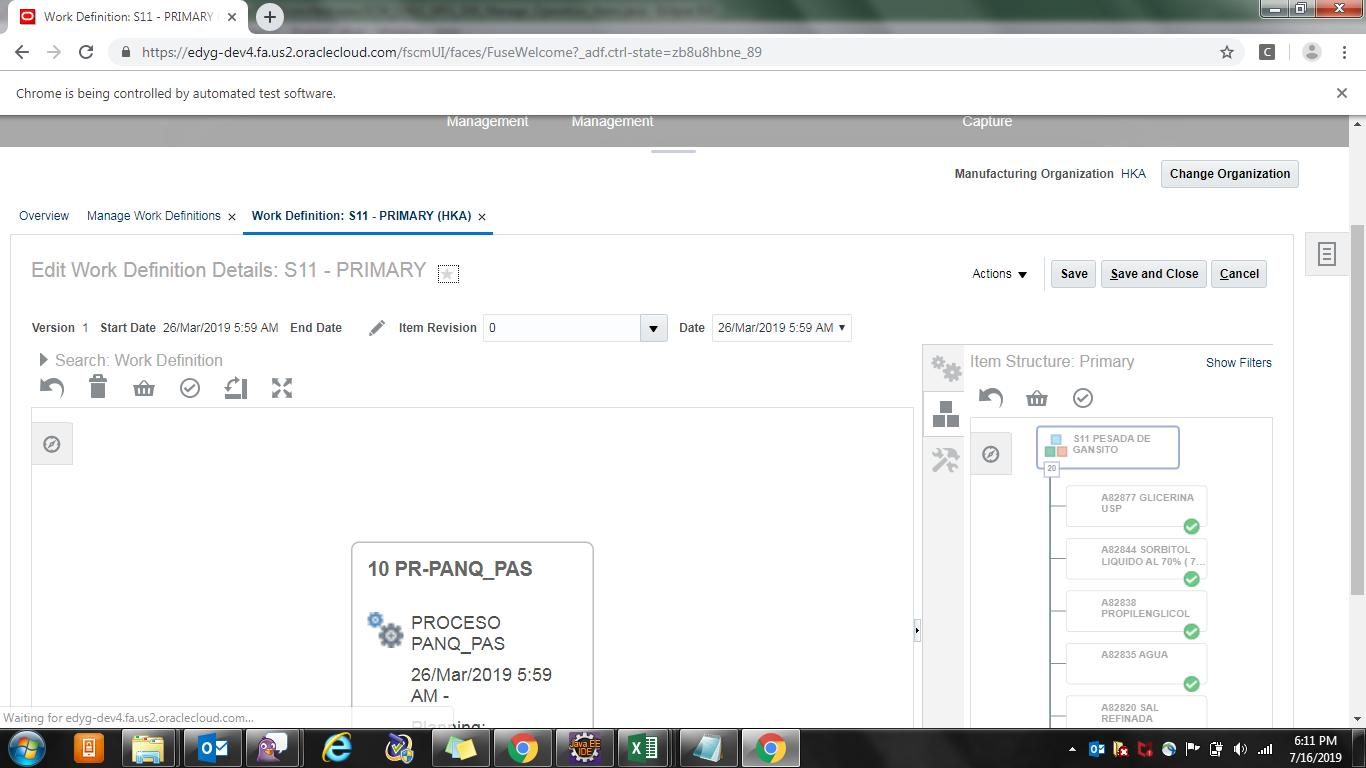 Work Definition: S11 - PRIMARY
https://edyg-dev4.fa.us2.oraclecloud.com/fscmUI/faces/FuseWelcome?_adf.ctrl-state=zb8u8hbne_89
C
Chrome is being controlled by automated test software.
Management Management Capture
Manufacturing Organization HKA Change Organization
Overview Manage Work Definitions Work Definition: S11 - PRIMARY (HKA)
Edit Work Definition Details: S11 - PRIMARY
Actions Save Save and Close Cancel
Version 1 Start Date 26/Mar/2019 5:59 AM End Date Item Revision 0 Date 26/Mar/2019 5:59 AM
Search: Work Definition
Item Structure: Primary Show Filters
S11 PESADA DE
GANSITO
20
A82877 GLICERINA
USP
A82844 SORBITOL
LIQUIDO AL 70% ( 7...
A82838
PROPILENGLICOL
A82835 AGUA
A82820 SAL
REFINADA
10 PR-PANQ_PAS
PROCESO
PANQ_PAS
26/Mar/2019 5:59
AM -
Planning:
Waiting for edyg-dev4.fa.us2.oraclecloud.com...
Java EE
IDE
6:11 PM
7/16/2019